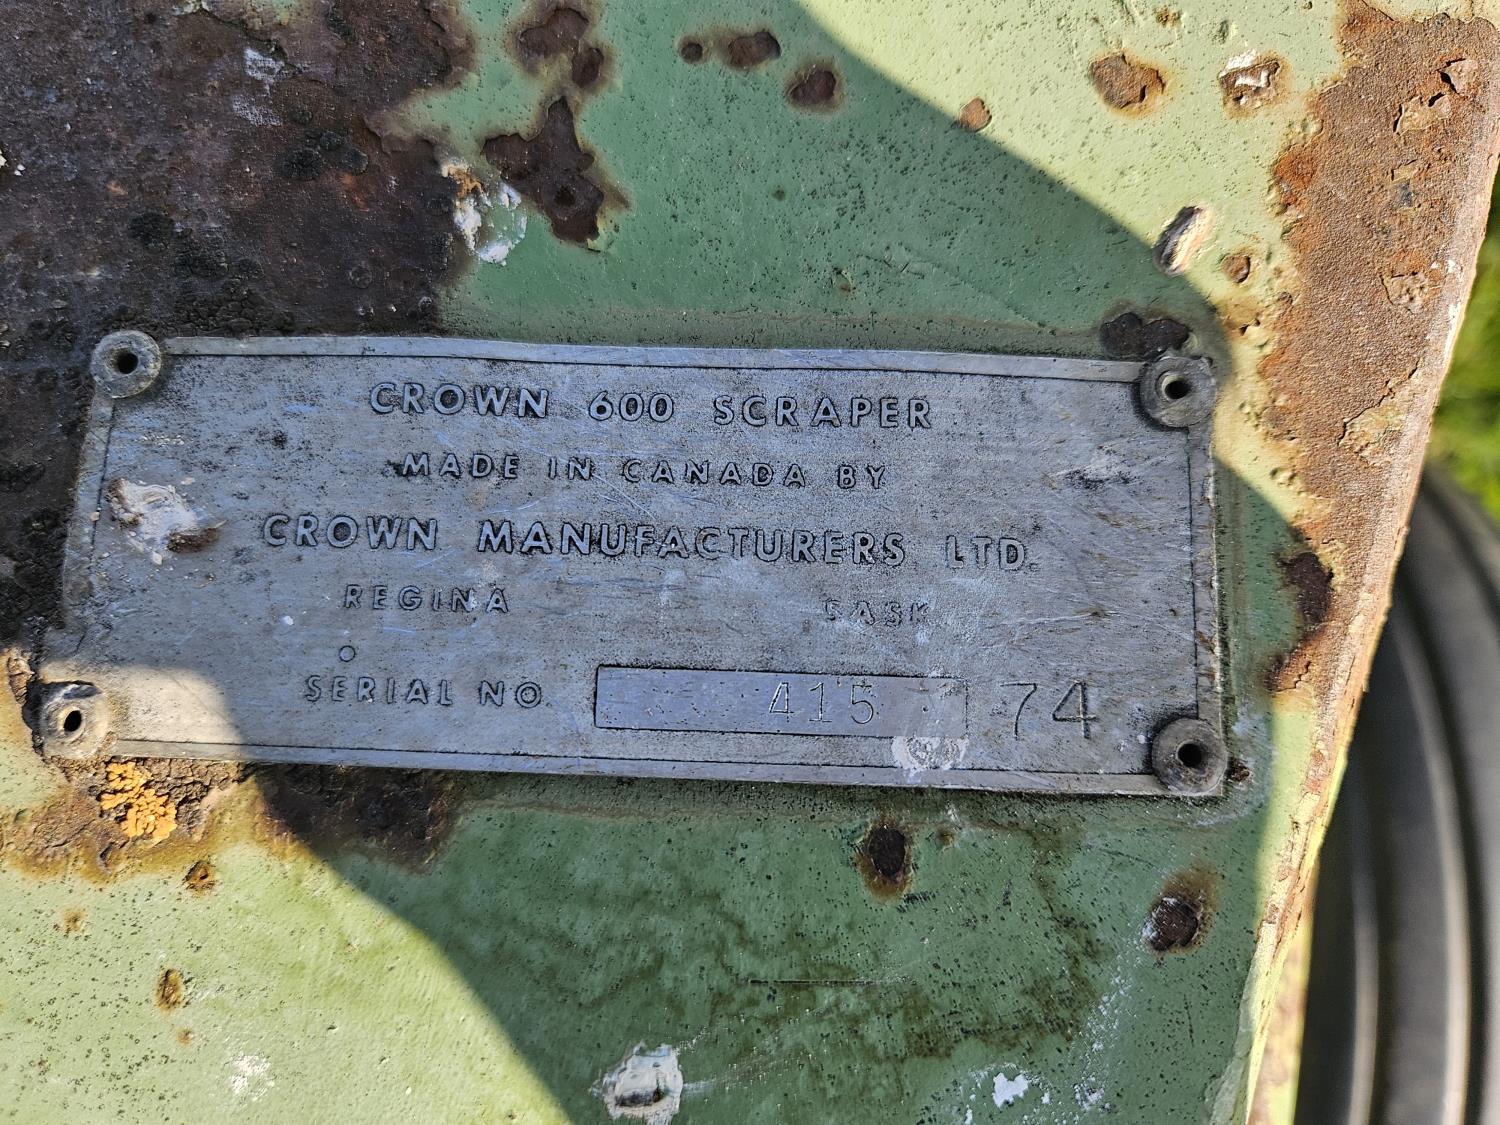 CROWN 600 SCRAPER
MADE IN CANADA BY
CROWN MANUFACTURERS LTD.
REGINA SASK
SERIAL NO. 415 74